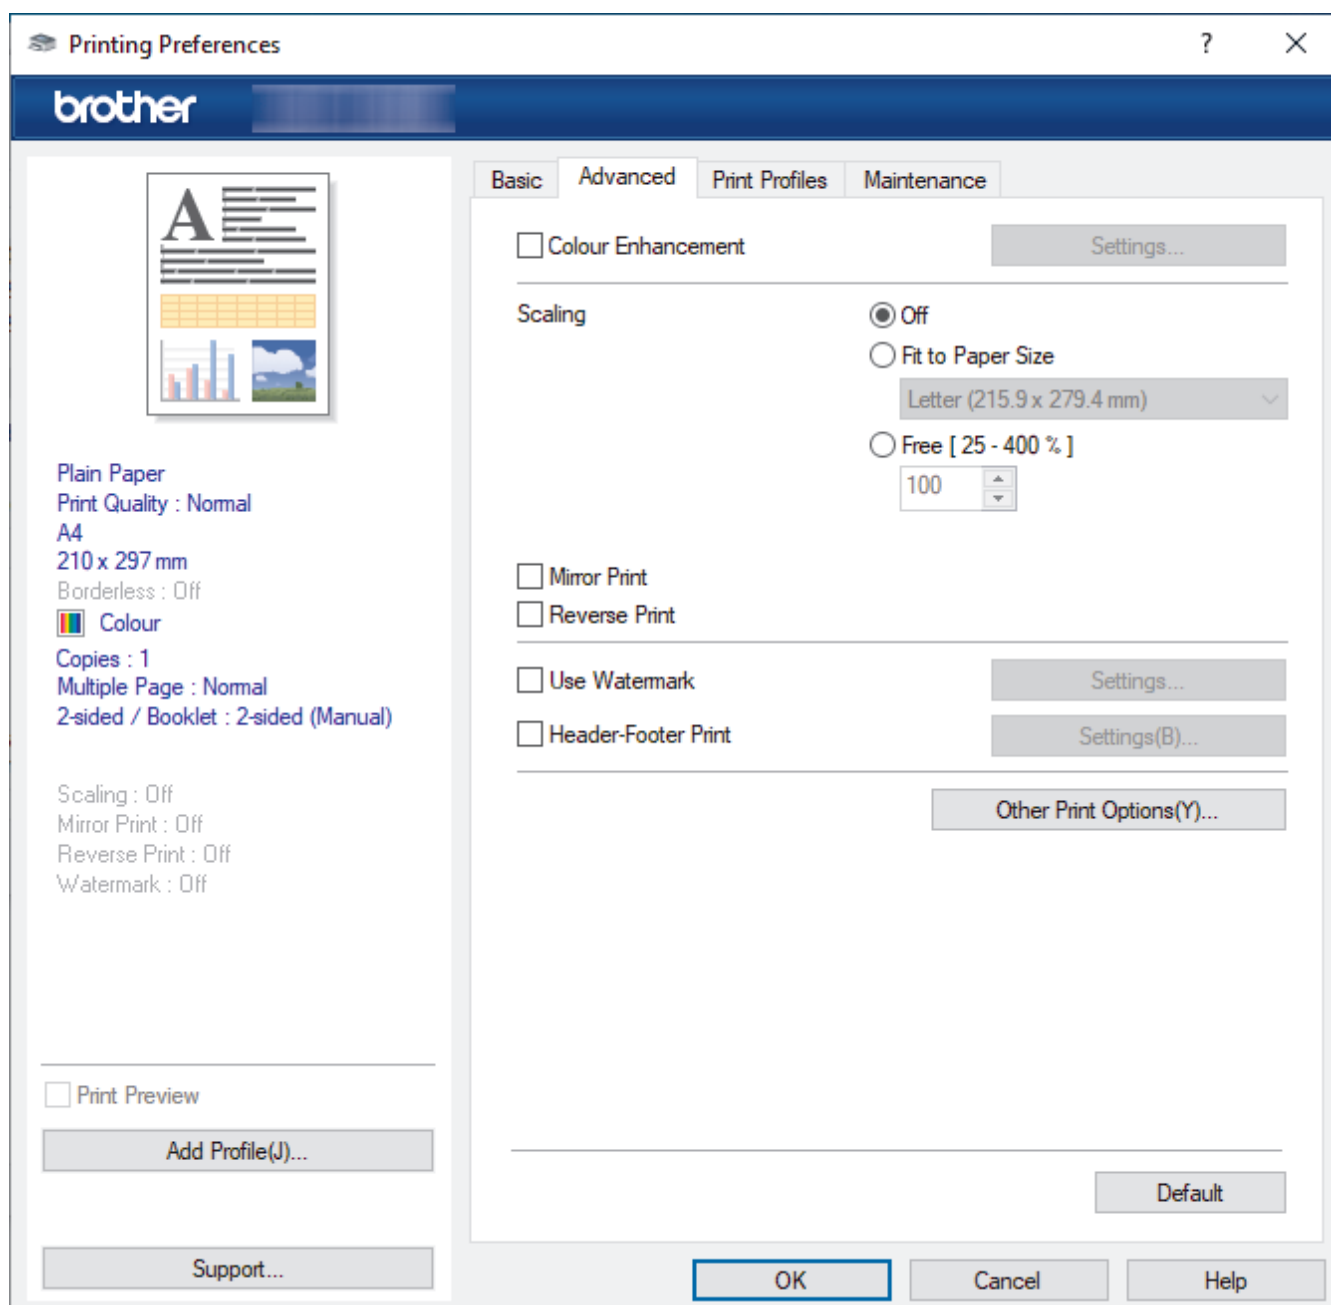 Printing Preferences
?
brother
Basic
Advanced
Print Profiles
Maintenance
A
Colour Enhancement
Settings...
Scaling
Off
Fit to Paper Size
Letter (215.9 x 279.4 mm)
Free [ 25 - 400 % ]
100
Mirror Print
Reverse Print
Use Watermark
Settings...
Header-Footer Print
Settings(B)...
Other Print Options(Y)...
Plain Paper
Print Quality : Normal
A4
210 x 297 mm
Borderless : Off
Colour
Copies : 1
Multiple Page : Normal
2-sided / Booklet : 2-sided (Manual)
Scaling : Off
Mirror Print : Off
Reverse Print : Off
Watermark : Off
Print Preview
Add Profile(J)...
Support...
Default
OK
Cancel
Help